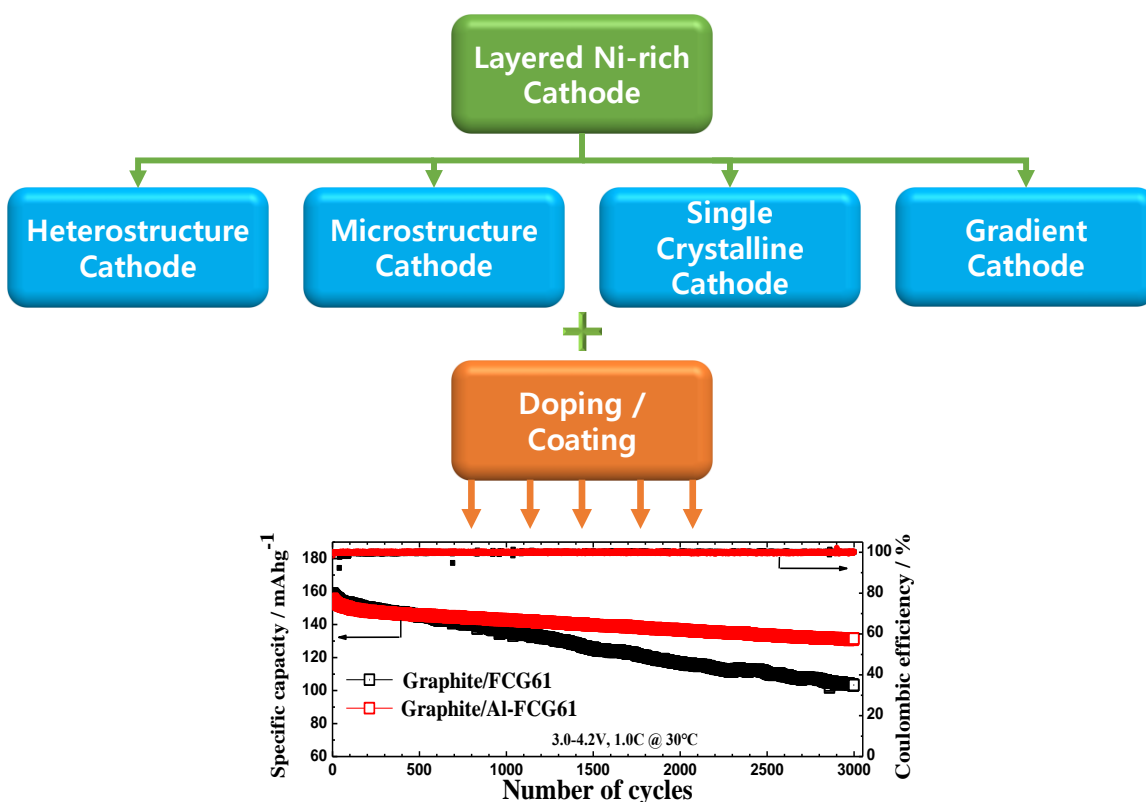 Layered Ni-rich
Cathode
Heterostructure
Cathode
Microstructure
Cathode
Single
Crystalline
Cathode
Gradient
Cathode
+
Doping /
Coating
Specific capacity / mAhg⁻¹
180
160
140
120
100
80
60
Graphite/FCG61
Graphite/Al-FCG61
3.0-4.2V, 1.0C @ 30°C
0
500
1000
1500
2000
2500
3000
Number of cycles
100
80
60
40
20
0
Coulombic efficiency / %